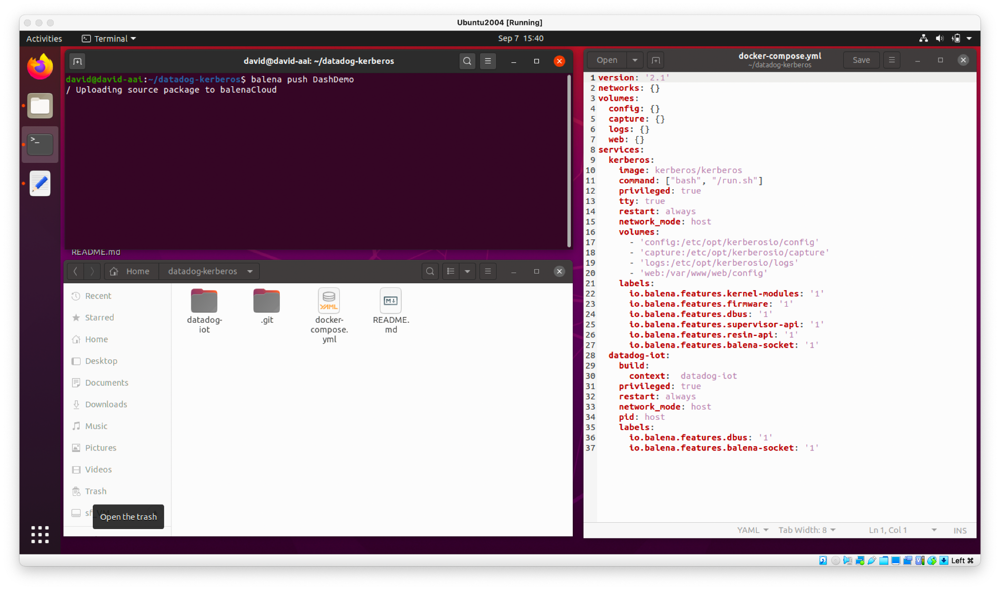 Ubuntu2004 [Running]
Activities
Terminal
Sep 7 15:40
david@david-aai: ~/datadog-kerberos
david@david-aai:~/datadog-kerberos$ balena push DashDemo
/ Uploading source package to balenaCloud
README.md
Home
datadog-kerberos
Recent
Starred
Home
Desktop
Documents
Downloads
Music
Pictures
Videos
Trash
Open the trash
datadog-
iot
.git
docker-
compose.
yml
README.
md
Open
docker-compose.yml
~/datadog-kerberos
Save
1 version: '2.1'
2 networks: {}
3 volumes:
4   config: {}
5   capture: {}
6   logs: {}
7   web: {}
8 services:
9   kerberos:
10     image: kerberos/kerberos
11     command: ["bash", "/run.sh"]
12     privileged: true
13     tty: true
14     restart: always
15     network_mode: host
16     volumes:
17       - 'config:/etc/opt/kerberosio/config'
18       - 'capture:/etc/opt/kerberosio/capture'
19       - 'logs:/etc/opt/kerberosio/logs'
20       - 'web:/var/www/web/config'
21     labels:
22       io.balena.features.kernel-modules: '1'
23       io.balena.features.firmware: '1'
24       io.balena.features.dbus: '1'
25       io.balena.features.supervisor-api: '1'
26       io.balena.features.resin-api: '1'
27       io.balena.features.balena-socket: '1'
28   datadog-iot:
29     build:
30       context:  datadog-iot
31     privileged: true
32     restart: always
33     network_mode: host
34     pid: host
35     labels:
36       io.balena.features.dbus: '1'
37       io.balena.features.balena-socket: '1'
YAML
Tab Width: 8
Ln 1, Col 1
INS
Left ⌘